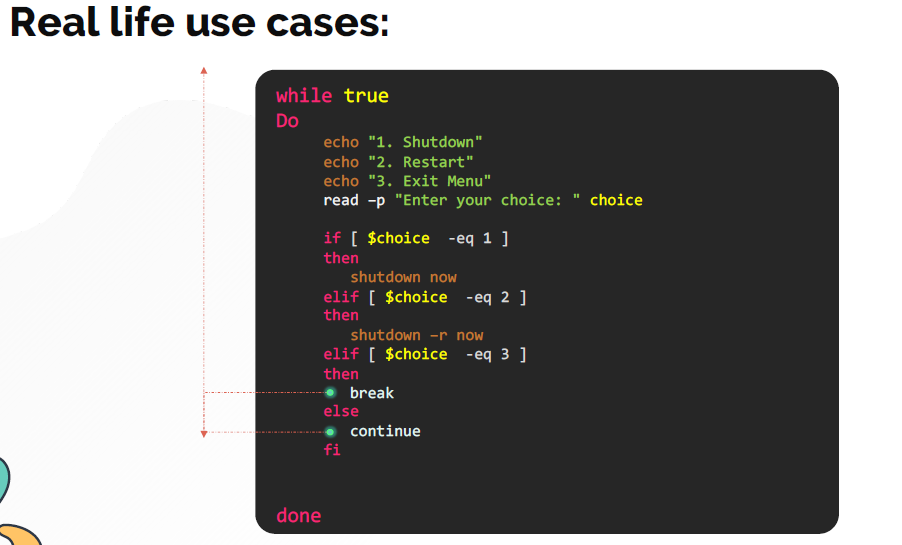 Real life use cases:
while true
Do
echo "1. Shutdown"
echo "2. Restart"
echo "3. Exit Menu"
read –p "Enter your choice: " choice
if [ $choice  -eq 1 ]
then
shutdown now
elif [ $choice  -eq 2 ]
then
shutdown –r now
elif [ $choice  -eq 3 ]
then
break
else
continue
fi
done